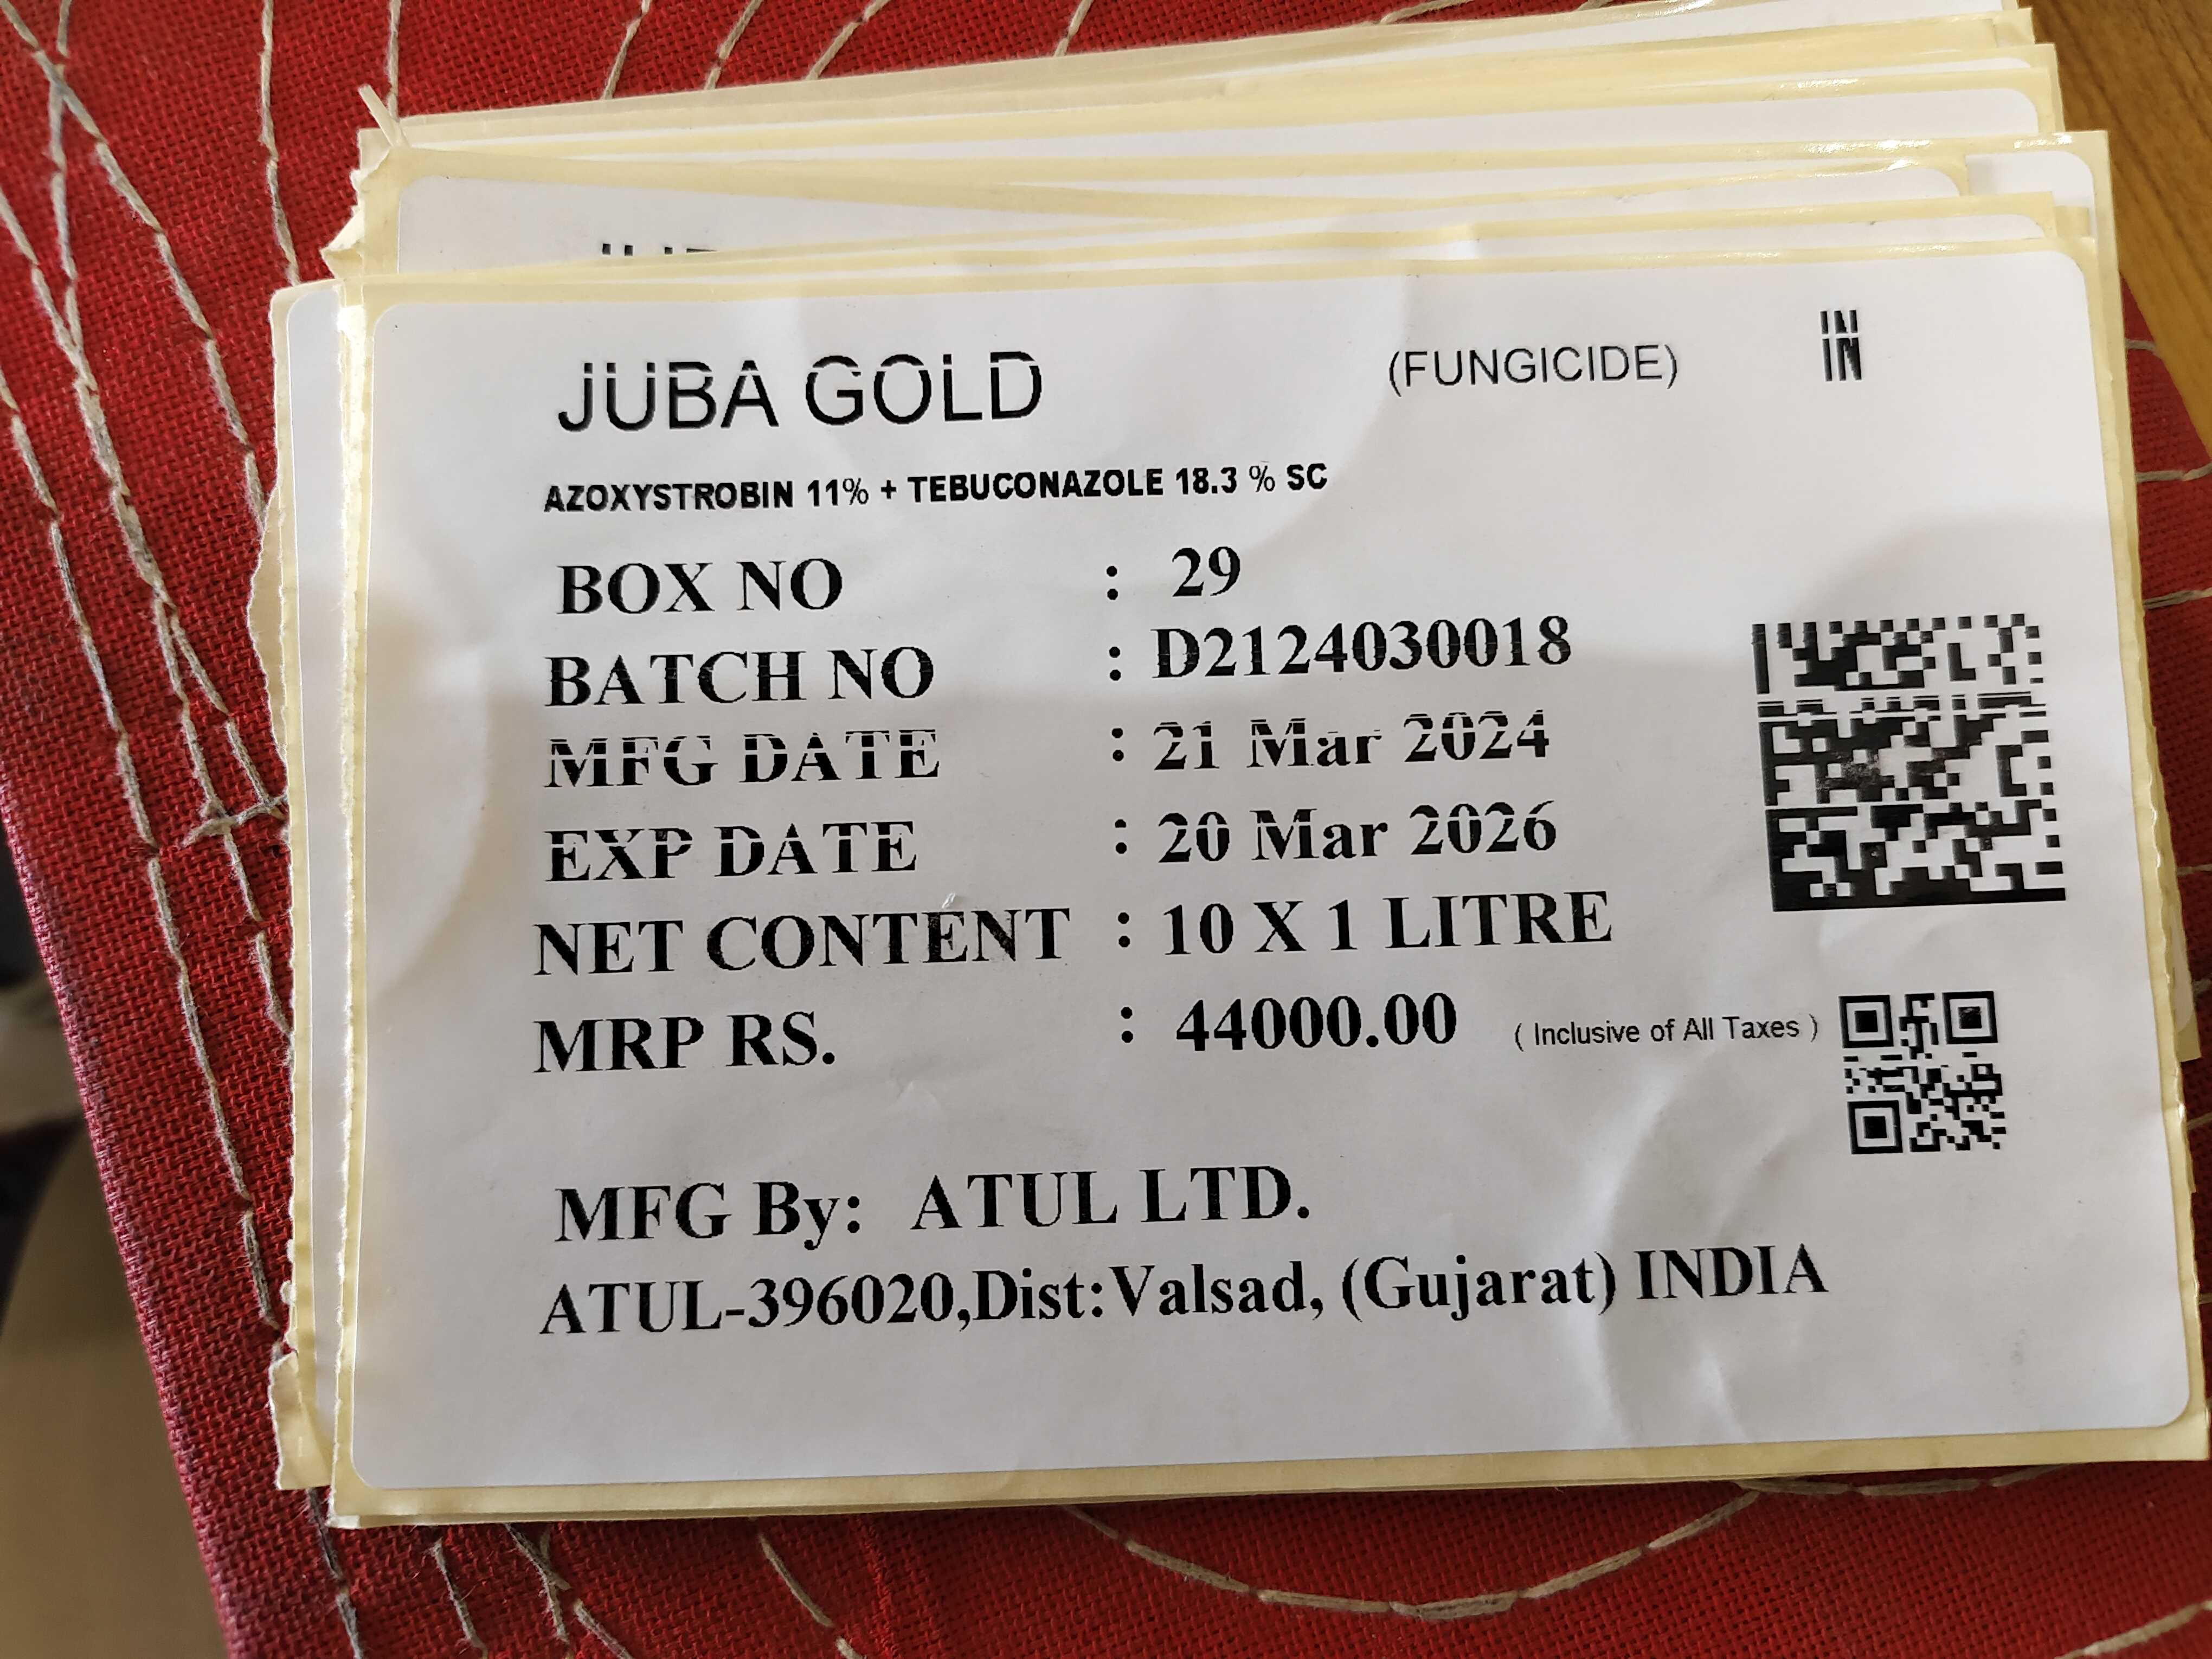 JUBA GOLD (FUNGICIDE) IN
IN
AZOXYSTROBIN 11% + TEBUCONAZOLE 18.3 % SC
BOX NO : 29
BATCH NO : D2124030018
MFG DATE : 21 Mar 2024
EXP DATE : 20 Mar 2026
NET CONTENT : 10 X 1 LITRE
MRP RS. : 44000.00 ( Inclusive of All Taxes )
MFG By: ATUL LTD.
ATUL-396020,Dist:Valsad, (Gujarat) INDIA